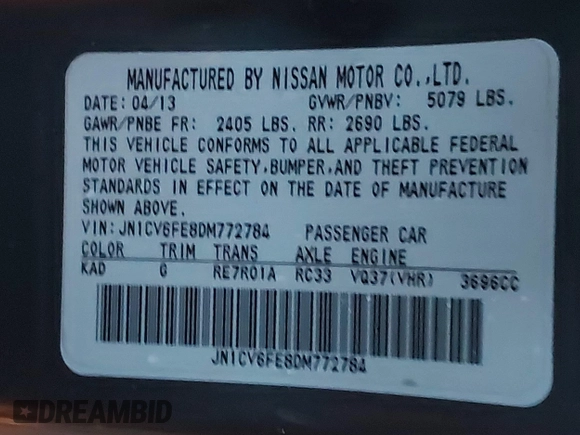 MANUFACTURED BY NISSAN MOTOR CO.,LTD.
DATE: 04/13 GVWR/PNBV: 5079 LBS.
GAWR/PNBE FR: 2405 LBS. RR: 2690 LBS.
THIS VEHICLE CONFORMS TO ALL APPLICABLE FEDERAL
MOTOR VEHICLE SAFETY,BUMPER,AND THEFT PREVENTION
STANDARDS IN EFFECT ON THE DATE OF MANUFACTURE
SHOWN ABOVE.
VIN:JN1CV6FE8DM772784 PASSENGER CAR
COLOR TRIM TRANS AXLE ENGINE
KAD G RE7R01A RC33 VQ37(VHR) 3696CC
JN1CV6FE8DM772784
DREAMBID